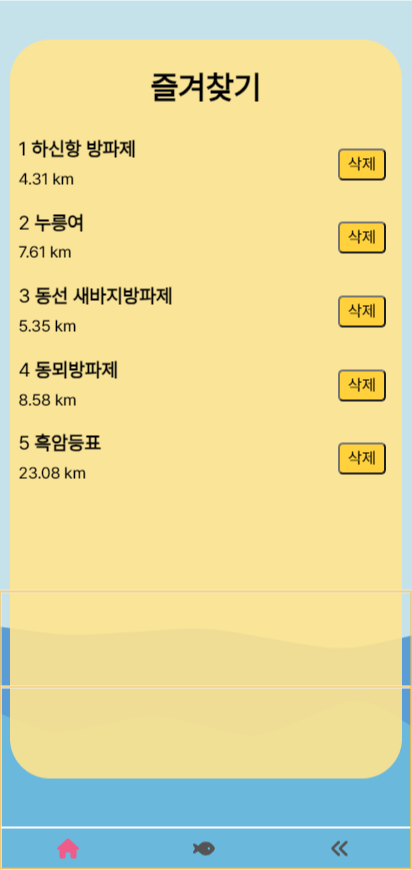 즐겨찾기
1 하신항 방파제
4.31 km
삭제
2 누릉여
7.61 km
삭제
3 동선 새바지방파제
5.35 km
삭제
4 동뫼방파제
8.58 km
삭제
5 흑암등표
23.08 km
삭제